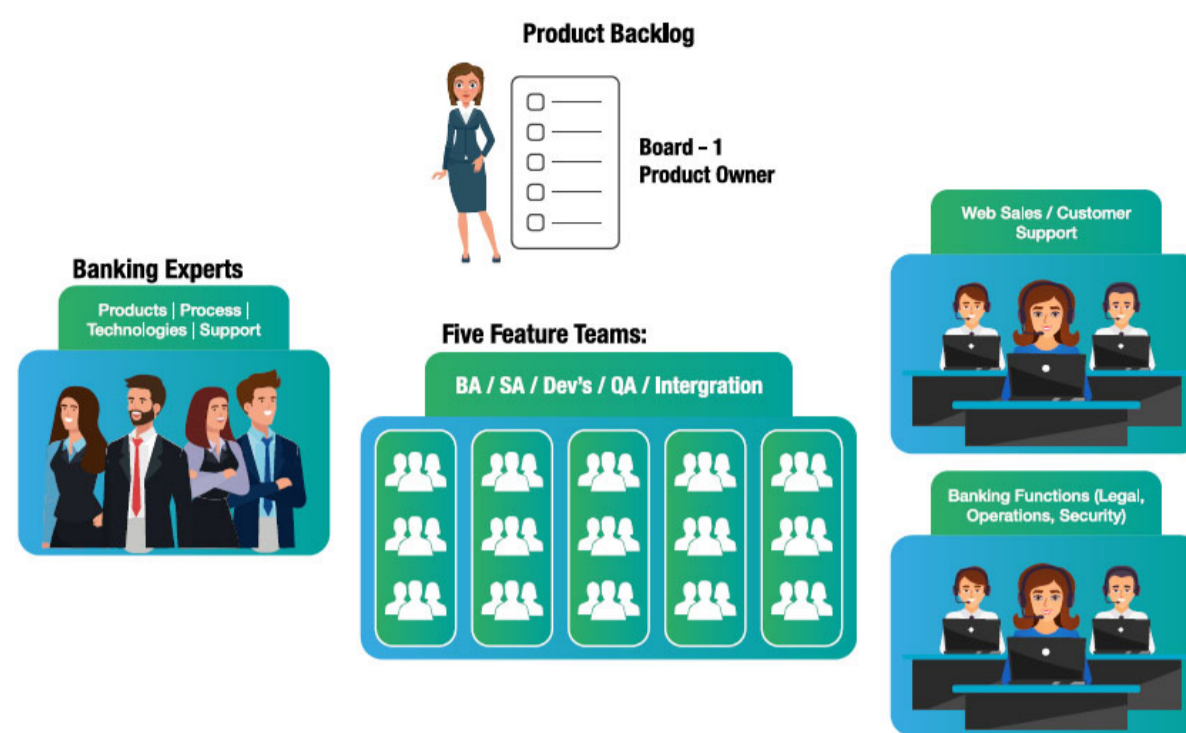 Product Backlog
Board - 1
Product Owner
Banking Experts
Products | Process |
Technologies | Support
Five Feature Teams:
BA / SA / Dev's / QA / Intergration
Web Sales / Customer
Support
Banking Functions (Legal,
Operations, Security)